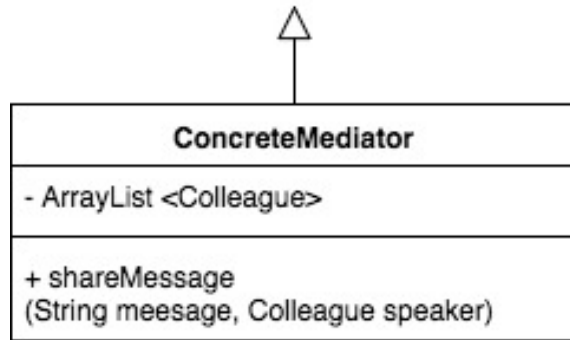 ConcreteMediator
- ArrayList <Colleague>
+ shareMessage
(String meesage, Colleague speaker)